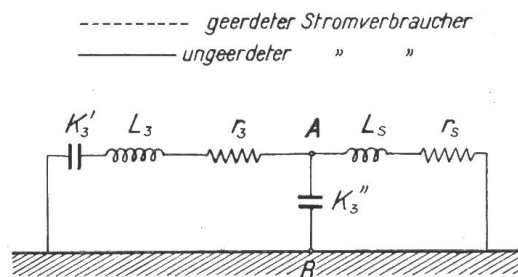 geerdeter Stromverbraucher
ungeerdeter " "
K₃' L₃ r₃ A Lₛ rₛ
K₃''
B